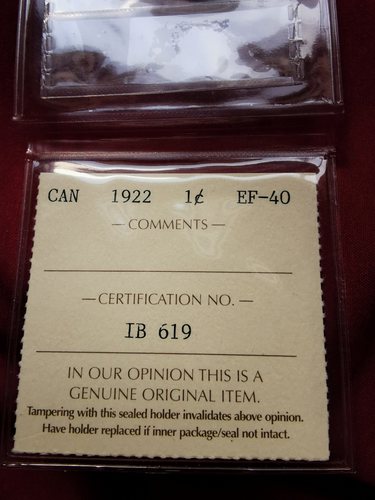 CAN 1922 1¢ EF-40
— COMMENTS —
— CERTIFICATION NO. —
IB 619
IN OUR OPINION THIS IS A
GENUINE ORIGINAL ITEM.
Tampering with this sealed holder invalidates above opinion.
Have holder replaced if inner package/seal not intact.